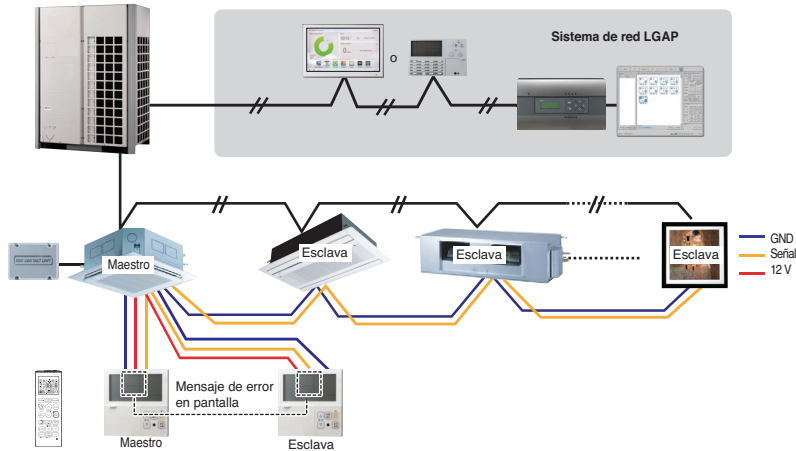 Sistema de red LGAP
o
Maestro
Esclava
Esclava
Esclava
GND
Señal
12 V
Mensaje de error
en pantalla
Maestro
Esclava